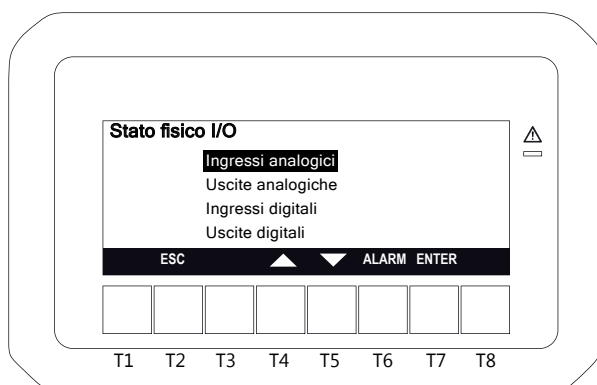 Stato fisico I/O
Ingressi analogici
Uscite analogiche
Ingressi digitali
Uscite digitali
ESC ALARM ENTER
T1 T2 T3 T4 T5 T6 T7 T8